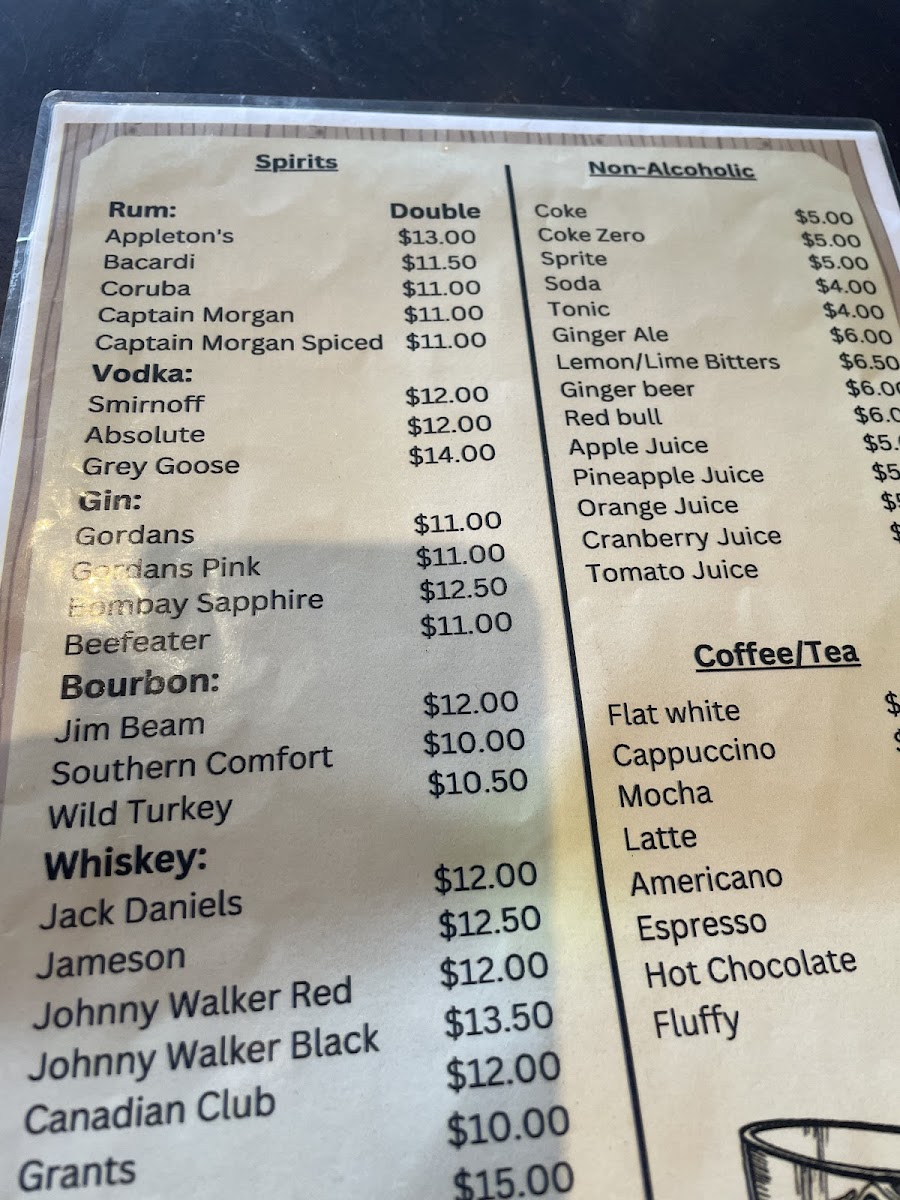 Spirits
Rum: Double
Appleton's $13.00
Bacardi $11.50
Coruba $11.00
Captain Morgan $11.00
Captain Morgan Spiced $11.00
Vodka:
Smirnoff $12.00
Absolute $12.00
Grey Goose $14.00
Gin:
Gordans $11.00
Gordans Pink $11.00
Bombay Sapphire $12.50
Beefeater $11.00
Bourbon:
Jim Beam $12.00
Southern Comfort $10.00
Wild Turkey $10.50
Whiskey:
Jack Daniels $12.00
Jameson $12.50
Johnny Walker Red $12.00
Johnny Walker Black $13.50
Canadian Club $12.00
Grants $10.00
$15.00
Non-Alcoholic
Coke $5.00
Coke Zero $5.00
Sprite $5.00
Soda $4.00
Tonic $4.00
Ginger Ale $6.00
Lemon/Lime Bitters $6.50
Ginger beer
Red bull
Apple Juice
Pineapple Juice
Orange Juice
Cranberry Juice
Tomato Juice
Coffee/Tea
Flat white
Cappuccino
Mocha
Latte
Americano
Espresso
Hot Chocolate
Fluffy